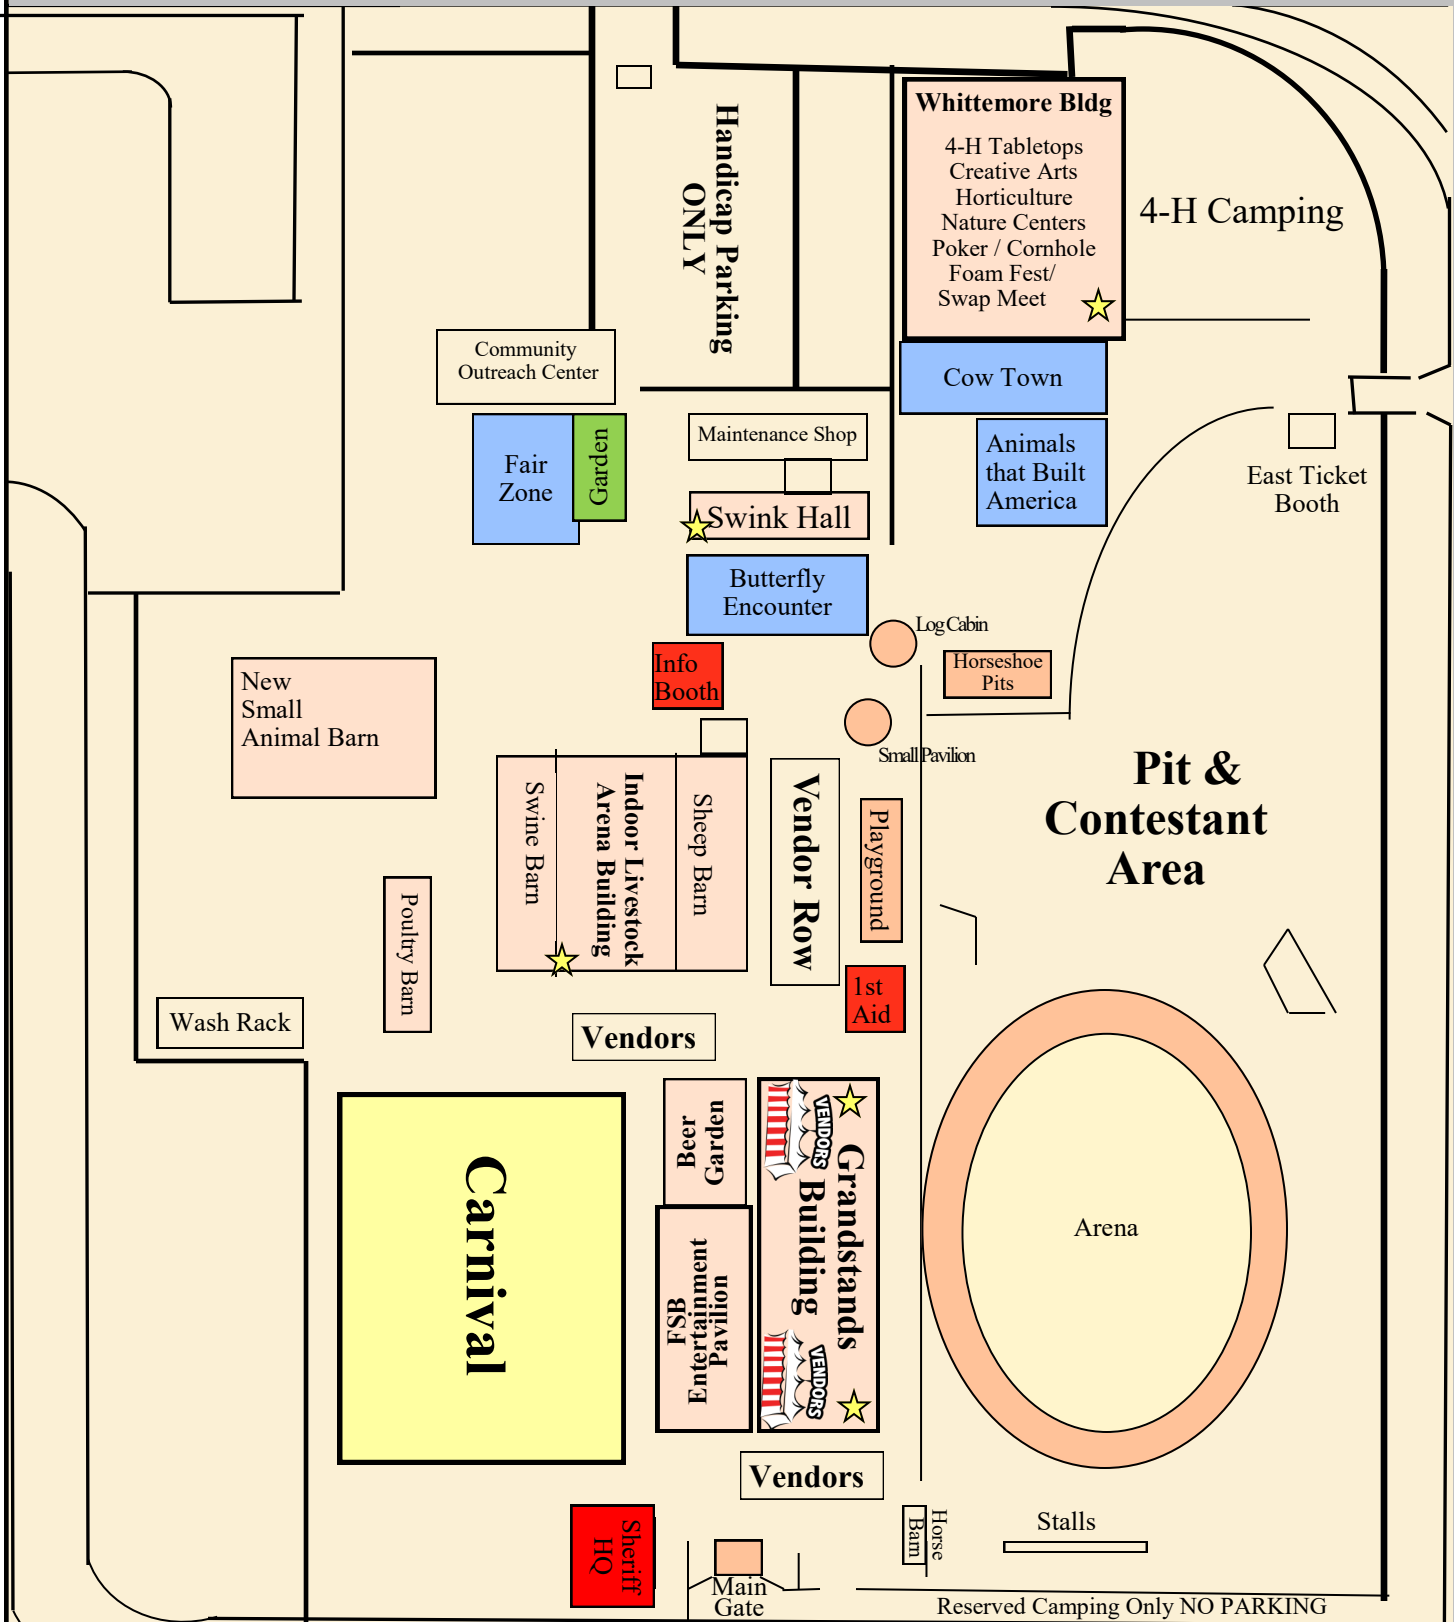 Whittemore Bldg
4-H Tabletops
Creative Arts
Horticulture
Nature Centers
Poker / Cornhole
Foam Fest/
Swap Meet
4-H Camping
Handicap Parking
ONLY
Community
Outreach Center
Cow Town
Fair
Zone
Garden
Maintenance Shop
Animals
that Built
America
East Ticket
Booth
Swink Hall
Butterfly
Encounter
Log Cabin
Info
Booth
Horseshoe
Pits
New
Small
Animal Barn
Small Pavilion
Swine Barn
Indoor Livestock
Arena Building
Sheep Barn
Vendor Row
Playground
Pit &
Contestant
Area
Poultry Barn
1st
Aid
Wash Rack
Vendors
Carnival
Beer
Garden
VENDORS
Grandstands
Building
VENDORS
FSB
Entertainment
Pavilion
Arena
Vendors
Sheriff
HQ
Horse
Barn
Stalls
Main
Gate
Reserved Camping Only NO PARKING